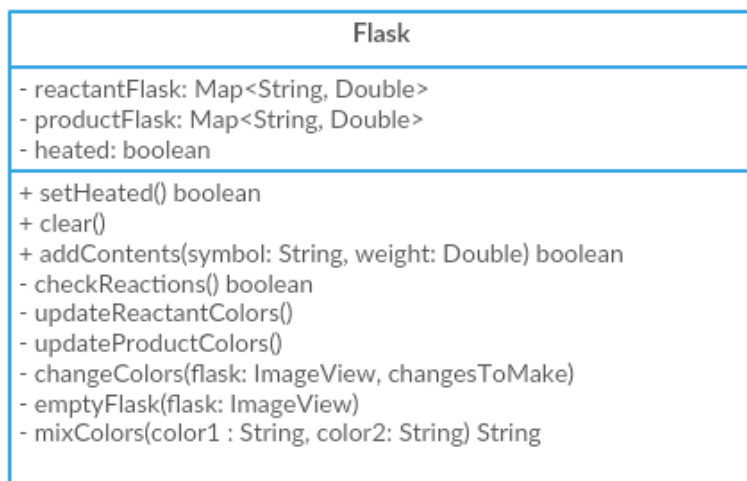 Flask
- reactantFlask: Map<String, Double>
- productFlask: Map<String, Double>
- heated: boolean
+ setHeated() boolean
+ clear()
+ addContents(symbol: String, weight: Double) boolean
- checkReactions() boolean
- updateReactantColors()
- updateProductColors()
- changeColors(flask: ImageView, changesToMake)
- emptyFlask(flask: ImageView)
- mixColors(color1 : String, color2: String) String